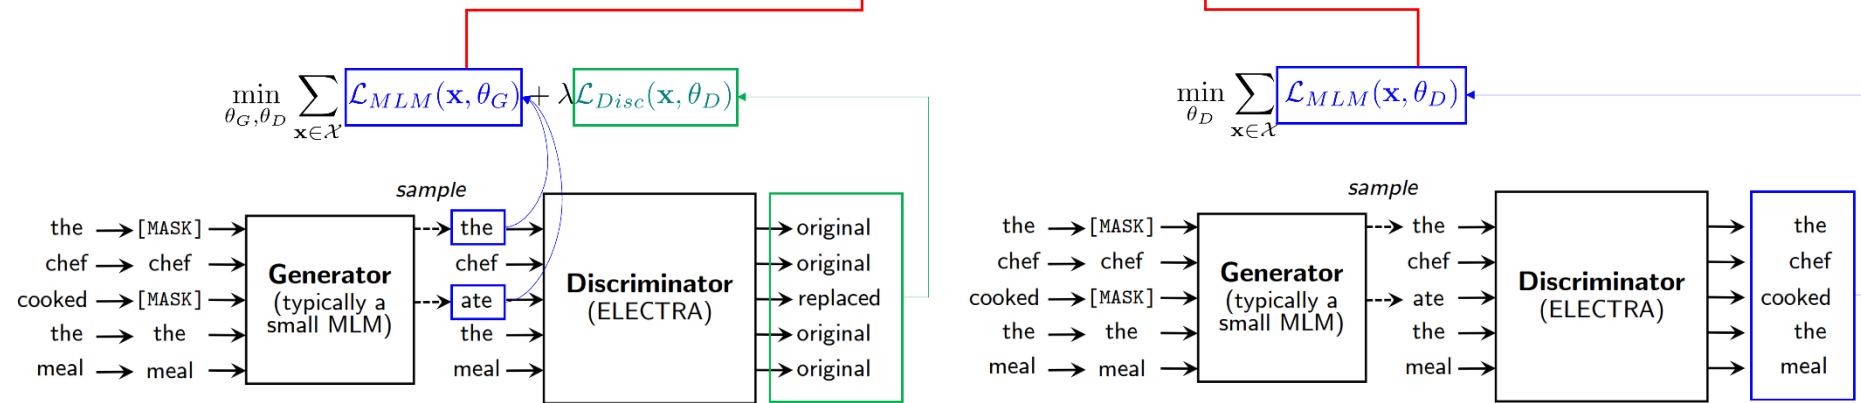 min θG,θD ∑ x∈𝒳 ℒMLM(x, θG) + λ ℒDisc(x, θD)
sample
the [MASK] the original
chef chef chef original
cooked [MASK] ate replaced
the the the original
meal meal meal original
Generator
(typically a
small MLM)
Discriminator
(ELECTRA)
min θD ∑ x∈𝒳 ℒMLM(x, θD)
sample
the [MASK] the the
chef chef chef chef
cooked [MASK] ate cooked
the the the the
meal meal meal meal
Generator
(typically a
small MLM)
Discriminator
(ELECTRA)